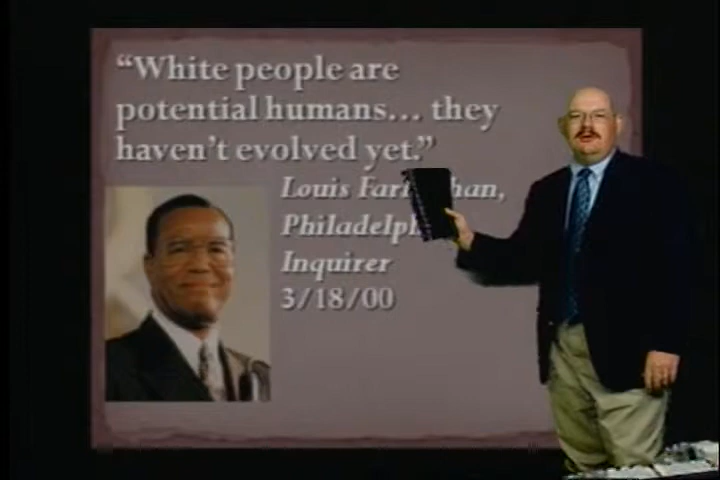 “White people are
potential humans… they
haven’t evolved yet.”
Louis
Inquirer
3/18/00